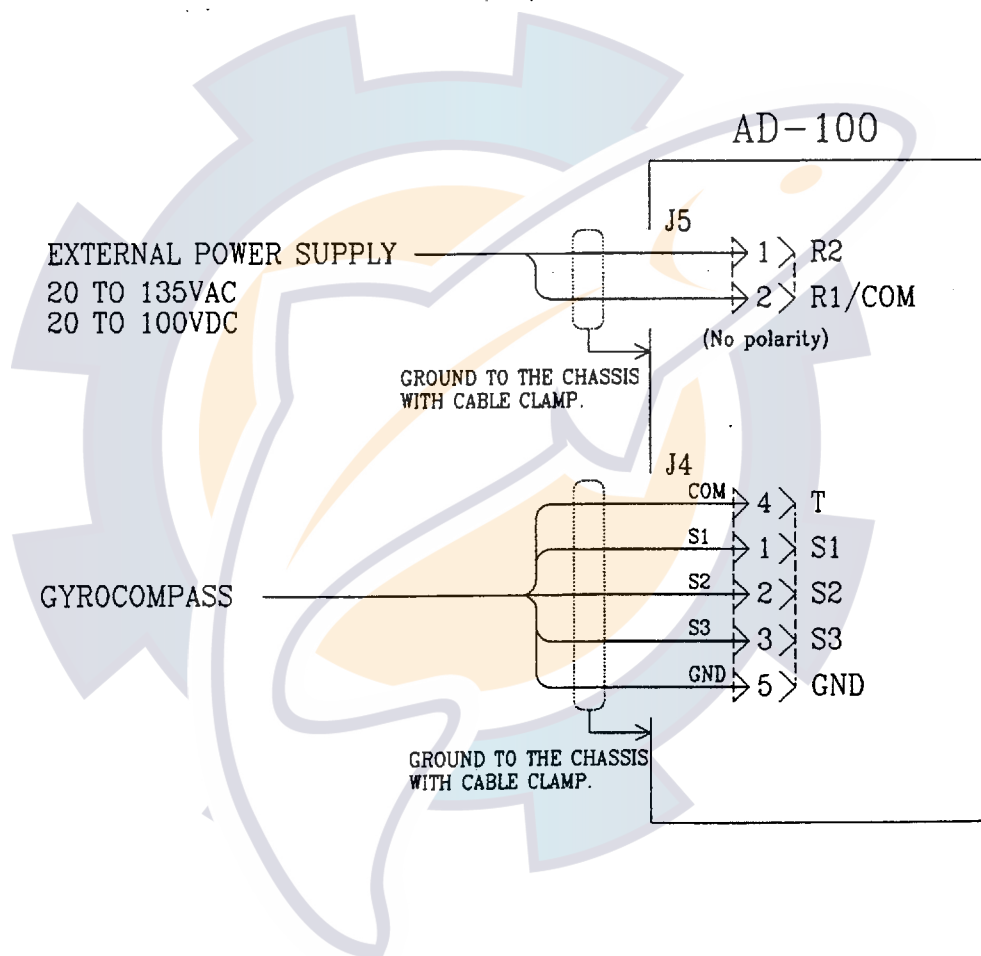 AD-100
J5
EXTERNAL POWER SUPPLY
20 TO 135VAC
20 TO 100VDC
1 R2
2 R1/COM
(No polarity)
GROUND TO THE CHASSIS
WITH CABLE CLAMP.
J4
COM 4 T
S1 1 S1
S2 2 S2
GYROCOMPASS
S3 3 S3
GND 5 GND
GROUND TO THE CHASSIS
WITH CABLE CLAMP.